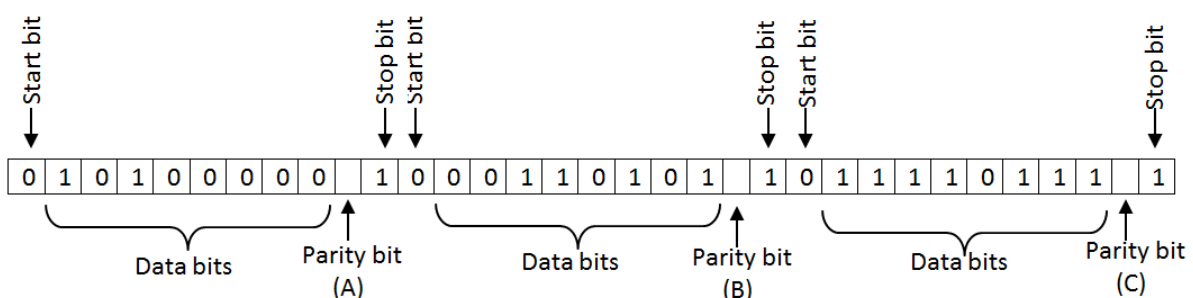 Start bit
Stop bit
Start bit
Stop bit
Start bit
Stop bit
0 1 0 1 0 0 0 0 0 1 0 0 0 1 1 0 1 0 1 1 0 1 1 1 1 0 1 1 1 1
Data bits
Parity bit
(A)
Data bits
Parity bit
(B)
Data bits
Parity bit
(C)